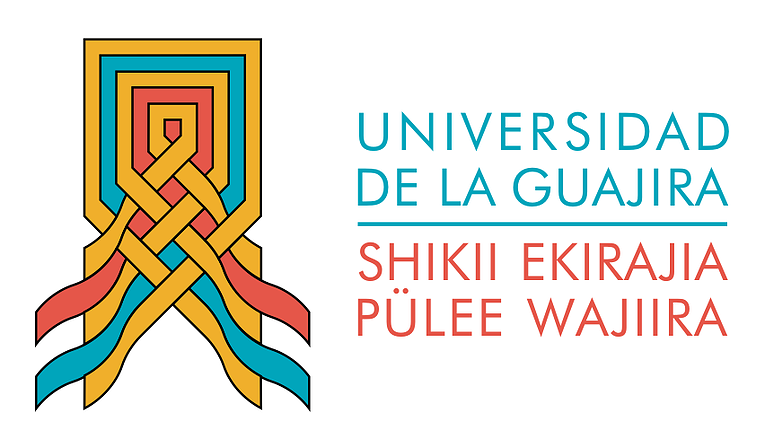 UNIVERSIDAD
DE LA GUAJIRA
SHIKII EKIRAJIA
PÜLEE WAJIIRA